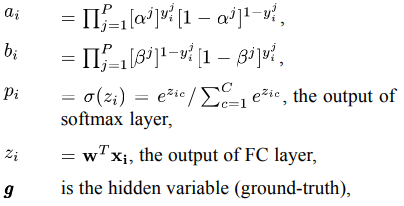 a_i = ∏_{j=1}^{P} [α^j]^{y_i^j} [1 − α^j]^{1−y_i^j},
b_i = ∏_{j=1}^{P} [β^j]^{1−y_i^j} [1 − β^j]^{y_i^j},
p_i = σ(z_i) = e^{z_{ic}} / ∑_{c=1}^{C} e^{z_{ic}}, the output of
softmax layer,
z_i = w^T x_i, the output of FC layer,
g is the hidden variable (ground-truth),